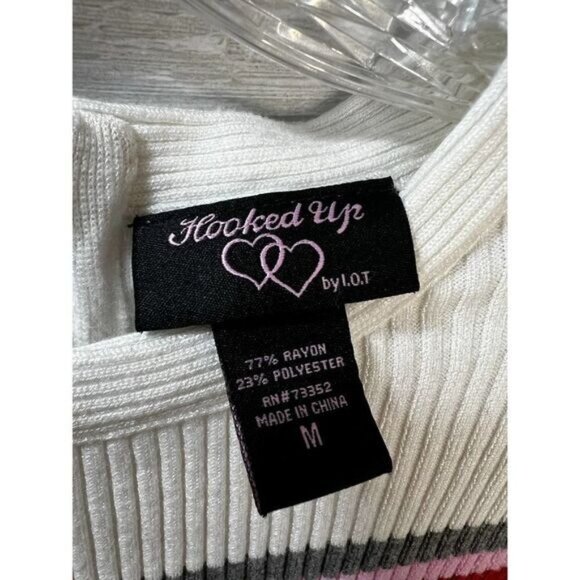 Hooked Up
by I.O.T
77% RAYON
23% POLYESTER
RN#73352
MADE IN CHINA
M